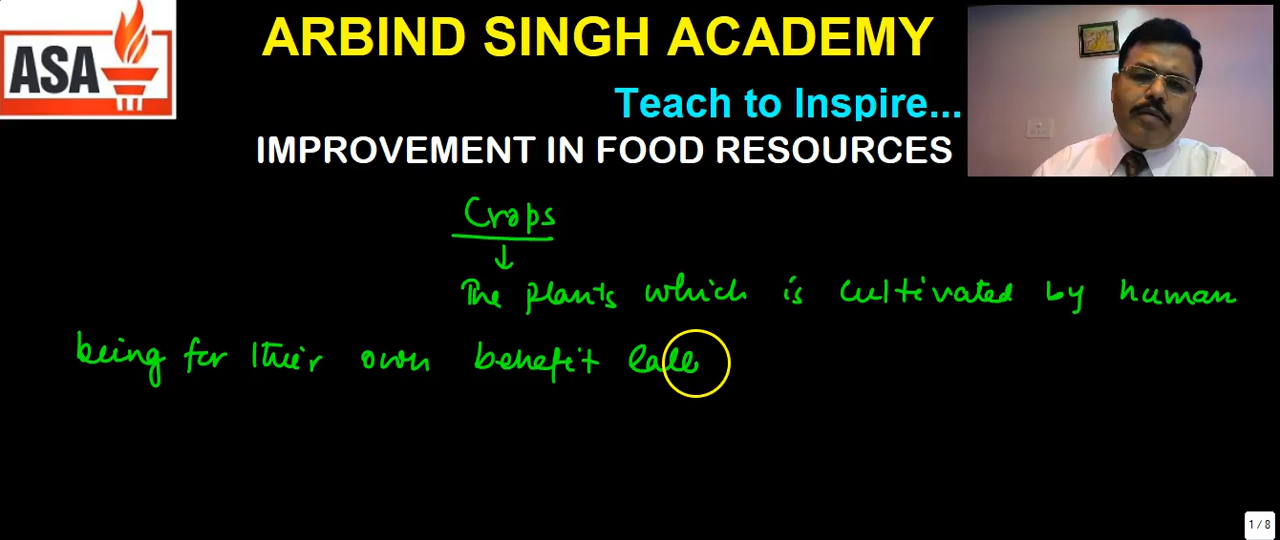 ASA
ARBIND SINGH ACADEMY
Teach to Inspire...
IMPROVEMENT IN FOOD RESOURCES
Crops
The plants which is cultivated by human
being for their own benefit calle
1 / 8